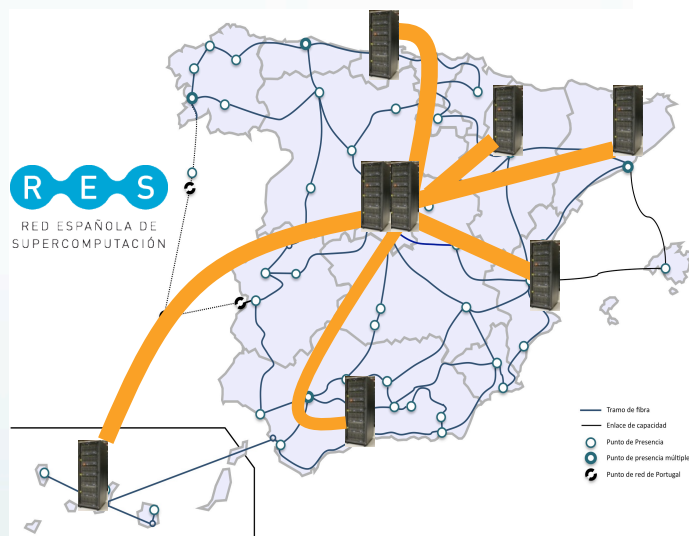 RES
RED ESPAÑOLA DE
SUPERCOMPUTACIÓN
Tramo de fibra
Enlace de capacidad
Punto de Presencia
Punto de presencia múltiple
Punto de red de Portugal